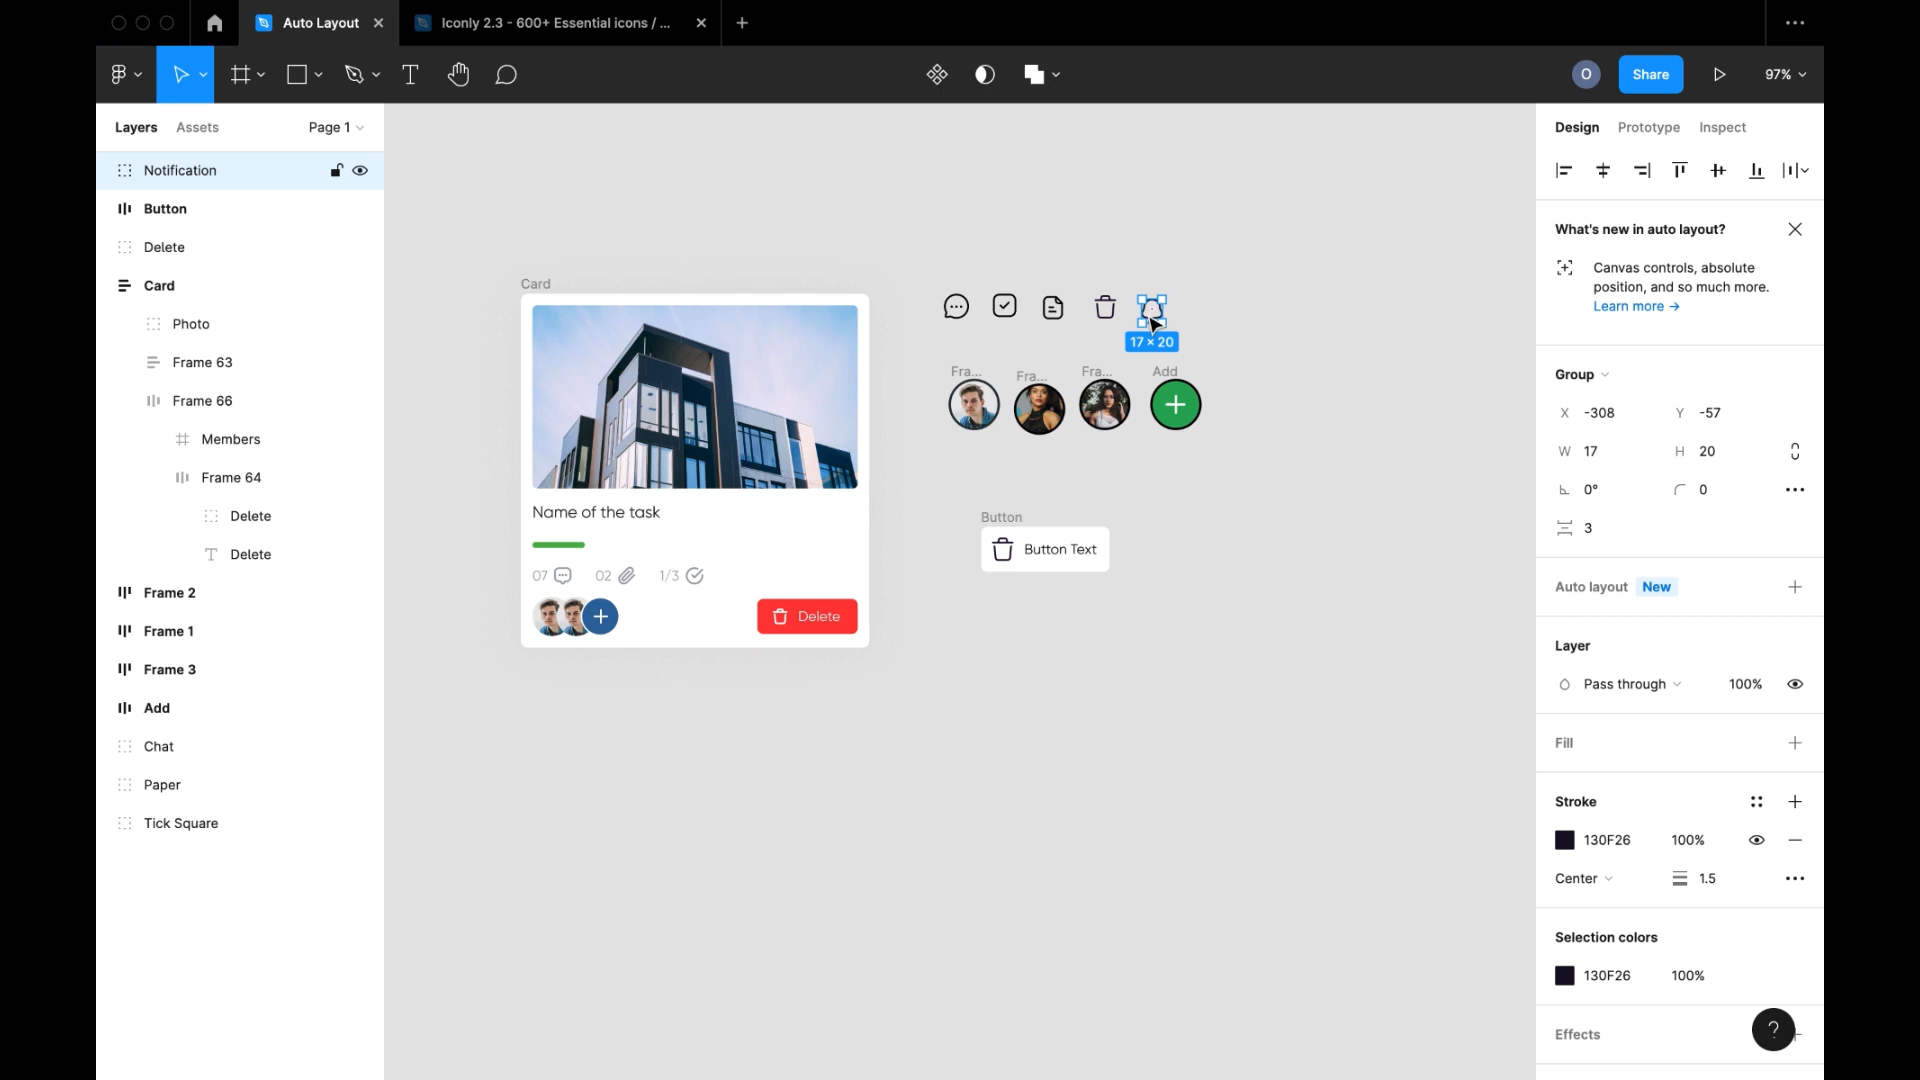 Auto Layout
Iconly 2.3 - 600+ Essential icons / ...
O
Share
97%
Layers
Assets
Page 1
Notification
Button
Delete
Card
Photo
Frame 63
Frame 66
Members
Frame 64
Delete
Delete
Frame 2
Frame 1
Frame 3
Add
Chat
Paper
Tick Square
Card
Name of the task
07
02
1/3
Delete
17 × 20
Fra...
Fra...
Fra...
Add
Button
Button Text
Design
Prototype
Inspect
What's new in auto layout?
Canvas controls, absolute
position, and so much more.
Learn more →
Group
X -308
Y -57
W 17
H 20
0°
0
3
Auto layout New
Layer
Pass through
100%
Fill
Stroke
130F26
100%
Center
1.5
Selection colors
130F26
100%
Effects
?